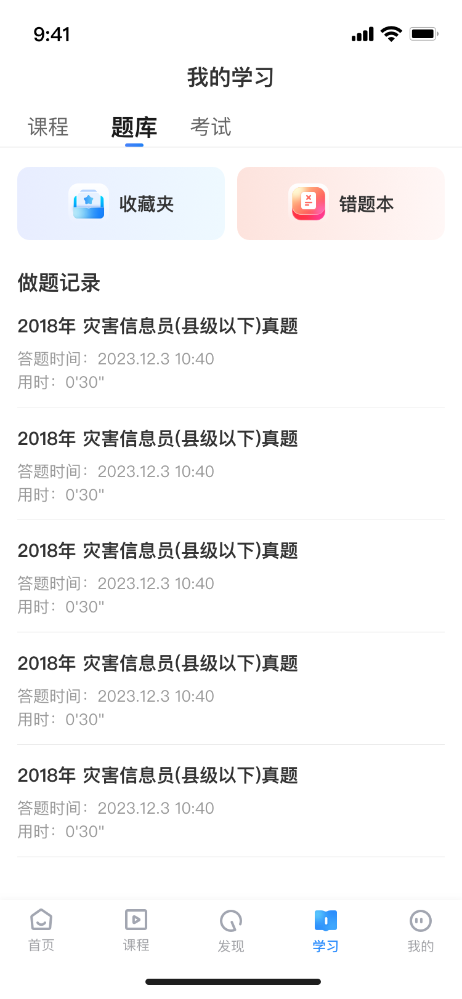 9:41
我的学习
课程 题库 考试
收藏夹 错题本
做题记录
2018年 灾害信息员(县级以下)真题
答题时间：2023.12.3 10:40
用时：0'30"
2018年 灾害信息员(县级以下)真题
答题时间：2023.12.3 10:40
用时：0'30"
2018年 灾害信息员(县级以下)真题
答题时间：2023.12.3 10:40
用时：0'30"
2018年 灾害信息员(县级以下)真题
答题时间：2023.12.3 10:40
用时：0'30"
2018年 灾害信息员(县级以下)真题
答题时间：2023.12.3 10:40
用时：0'30"
首页 课程 发现 学习 我的